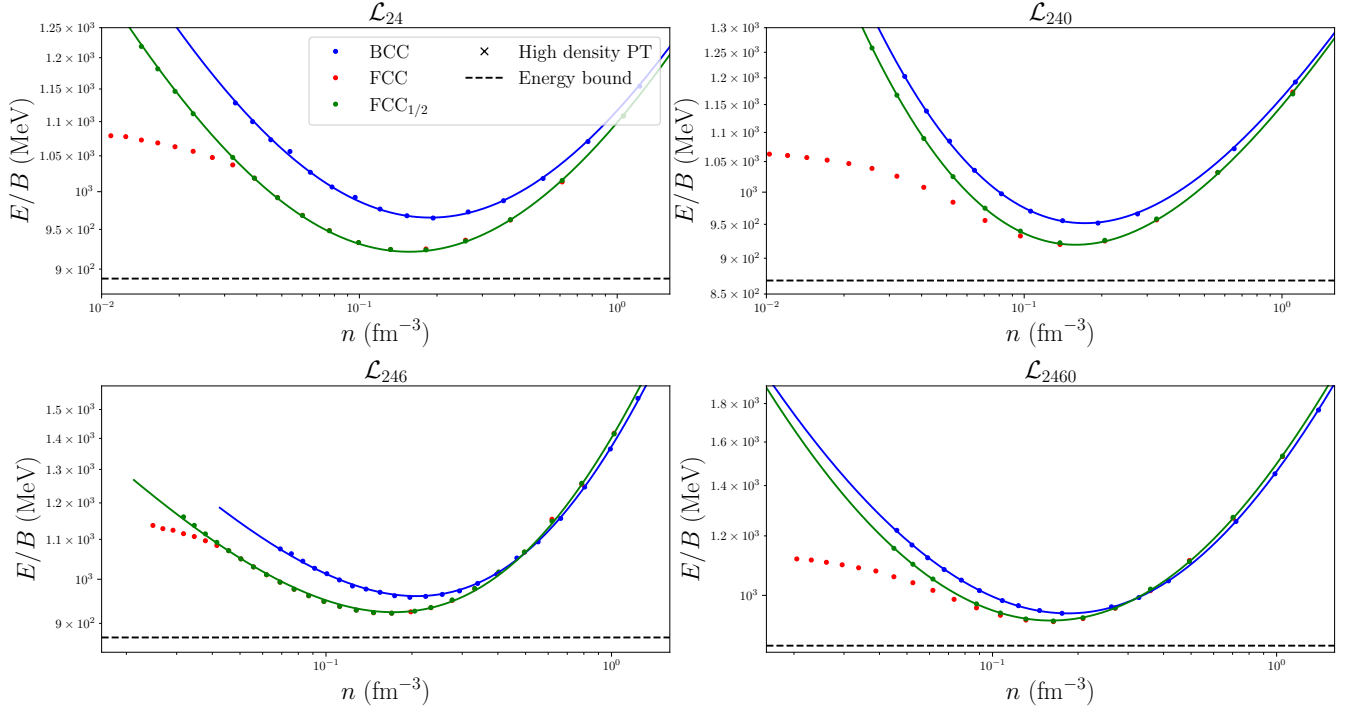 ℒ₂₄
E/B (MeV)
1.25 × 10³
1.2 × 10³
1.15 × 10³
1.1 × 10³
1.05 × 10³
10³
9.5 × 10²
9 × 10²
BCC
FCC
FCC₁/₂
High density PT
Energy bound
10⁻²
10⁻¹
10⁰
n (fm⁻³)
ℒ₂₄₀
E/B (MeV)
1.3 × 10³
1.25 × 10³
1.2 × 10³
1.15 × 10³
1.1 × 10³
1.05 × 10³
10³
9.5 × 10²
9 × 10²
8.5 × 10²
10⁻²
10⁻¹
10⁰
n (fm⁻³)
ℒ₂₄₆
E/B (MeV)
1.5 × 10³
1.4 × 10³
1.3 × 10³
1.2 × 10³
1.1 × 10³
10³
9 × 10²
10⁻¹
10⁰
n (fm⁻³)
ℒ₂₄₆₀
E/B (MeV)
1.8 × 10³
1.6 × 10³
1.4 × 10³
1.2 × 10³
10³
10⁻¹
10⁰
n (fm⁻³)